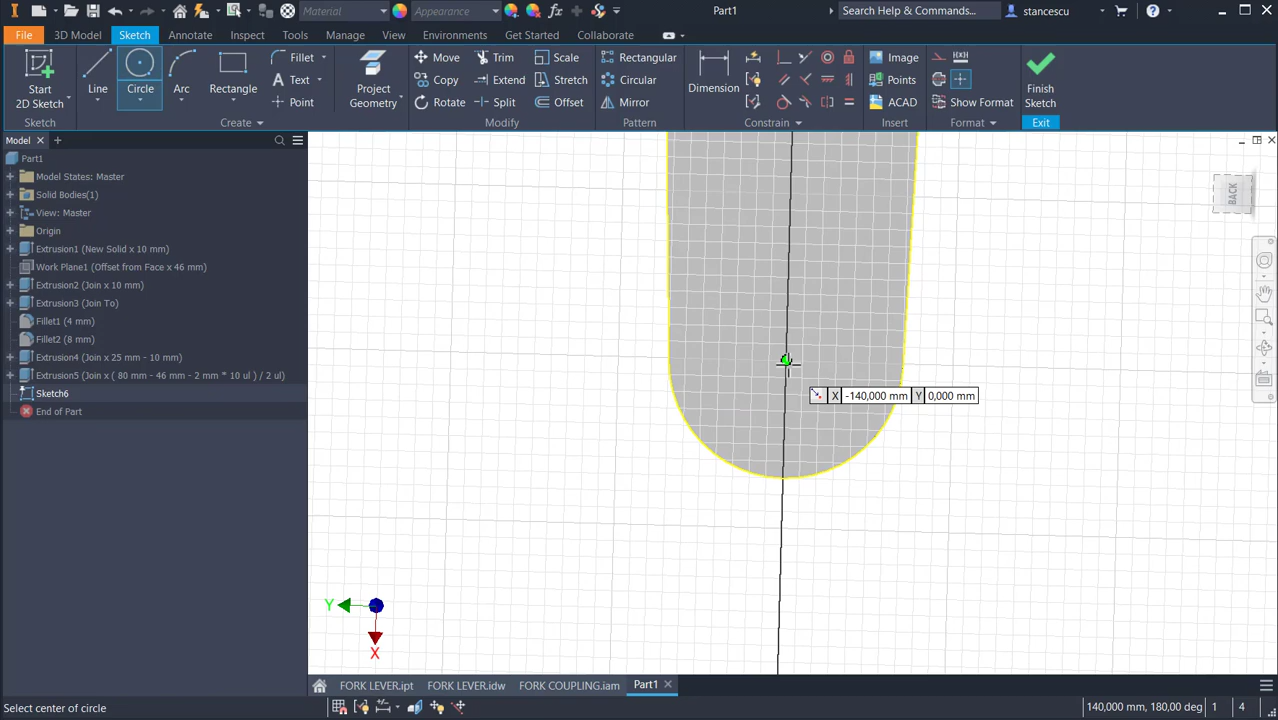 Material
Appearance
Part1
Search Help & Commands...
stancescu
File
3D Model
Sketch
Annotate
Inspect
Tools
Manage
View
Environments
Get Started
Collaborate
Start
2D Sketch
Line
Circle
Arc
Rectangle
Fillet
Text
Point
Project
Geometry
Move
Copy
Rotate
Trim
Extend
Split
Scale
Stretch
Offset
Rectangular
Circular
Mirror
Dimension
Image
Points
ACAD
Show Format
Finish
Sketch
Sketch
Create
Modify
Pattern
Constrain
Insert
Format
Exit
Model
Part1
Model States: Master
Solid Bodies(1)
View: Master
Origin
Extrusion1 (New Solid x 10 mm)
Work Plane1 (Offset from Face x 46 mm)
Extrusion2 (Join x 10 mm)
Extrusion3 (Join To)
Fillet1 (4 mm)
Fillet2 (8 mm)
Extrusion4 (Join x 25 mm - 10 mm)
Extrusion5 (Join x ( 80 mm - 46 mm - 2 mm * 10 ul ) / 2 ul)
Sketch6
End of Part
BACK
X -140,000 mm Y 0,000 mm
Y
X
FORK LEVER.ipt
FORK LEVER.idw
FORK COUPLING.iam
Part1
Select center of circle
140,000 mm, 180,00 deg
1
4